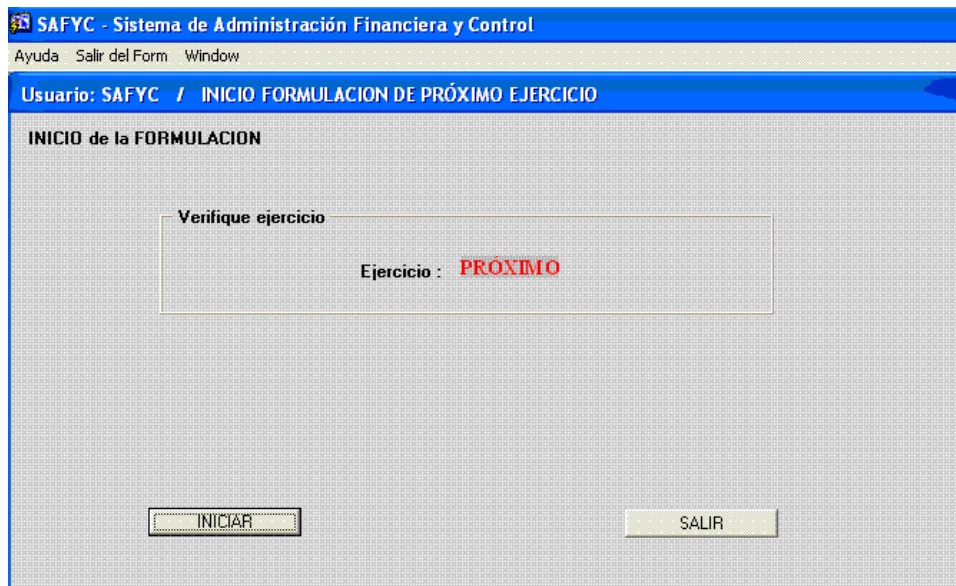 SAFYC - Sistema de Administración Financiera y Control
Ayuda Salir del Form Window
Usuario: SAFYC / INICIO FORMULACION DE PRÓXIMO EJERCICIO
INICIO de la FORMULACION
Verifique ejercicio
Ejercicio : PRÓXIMO
INICIAR SALIR